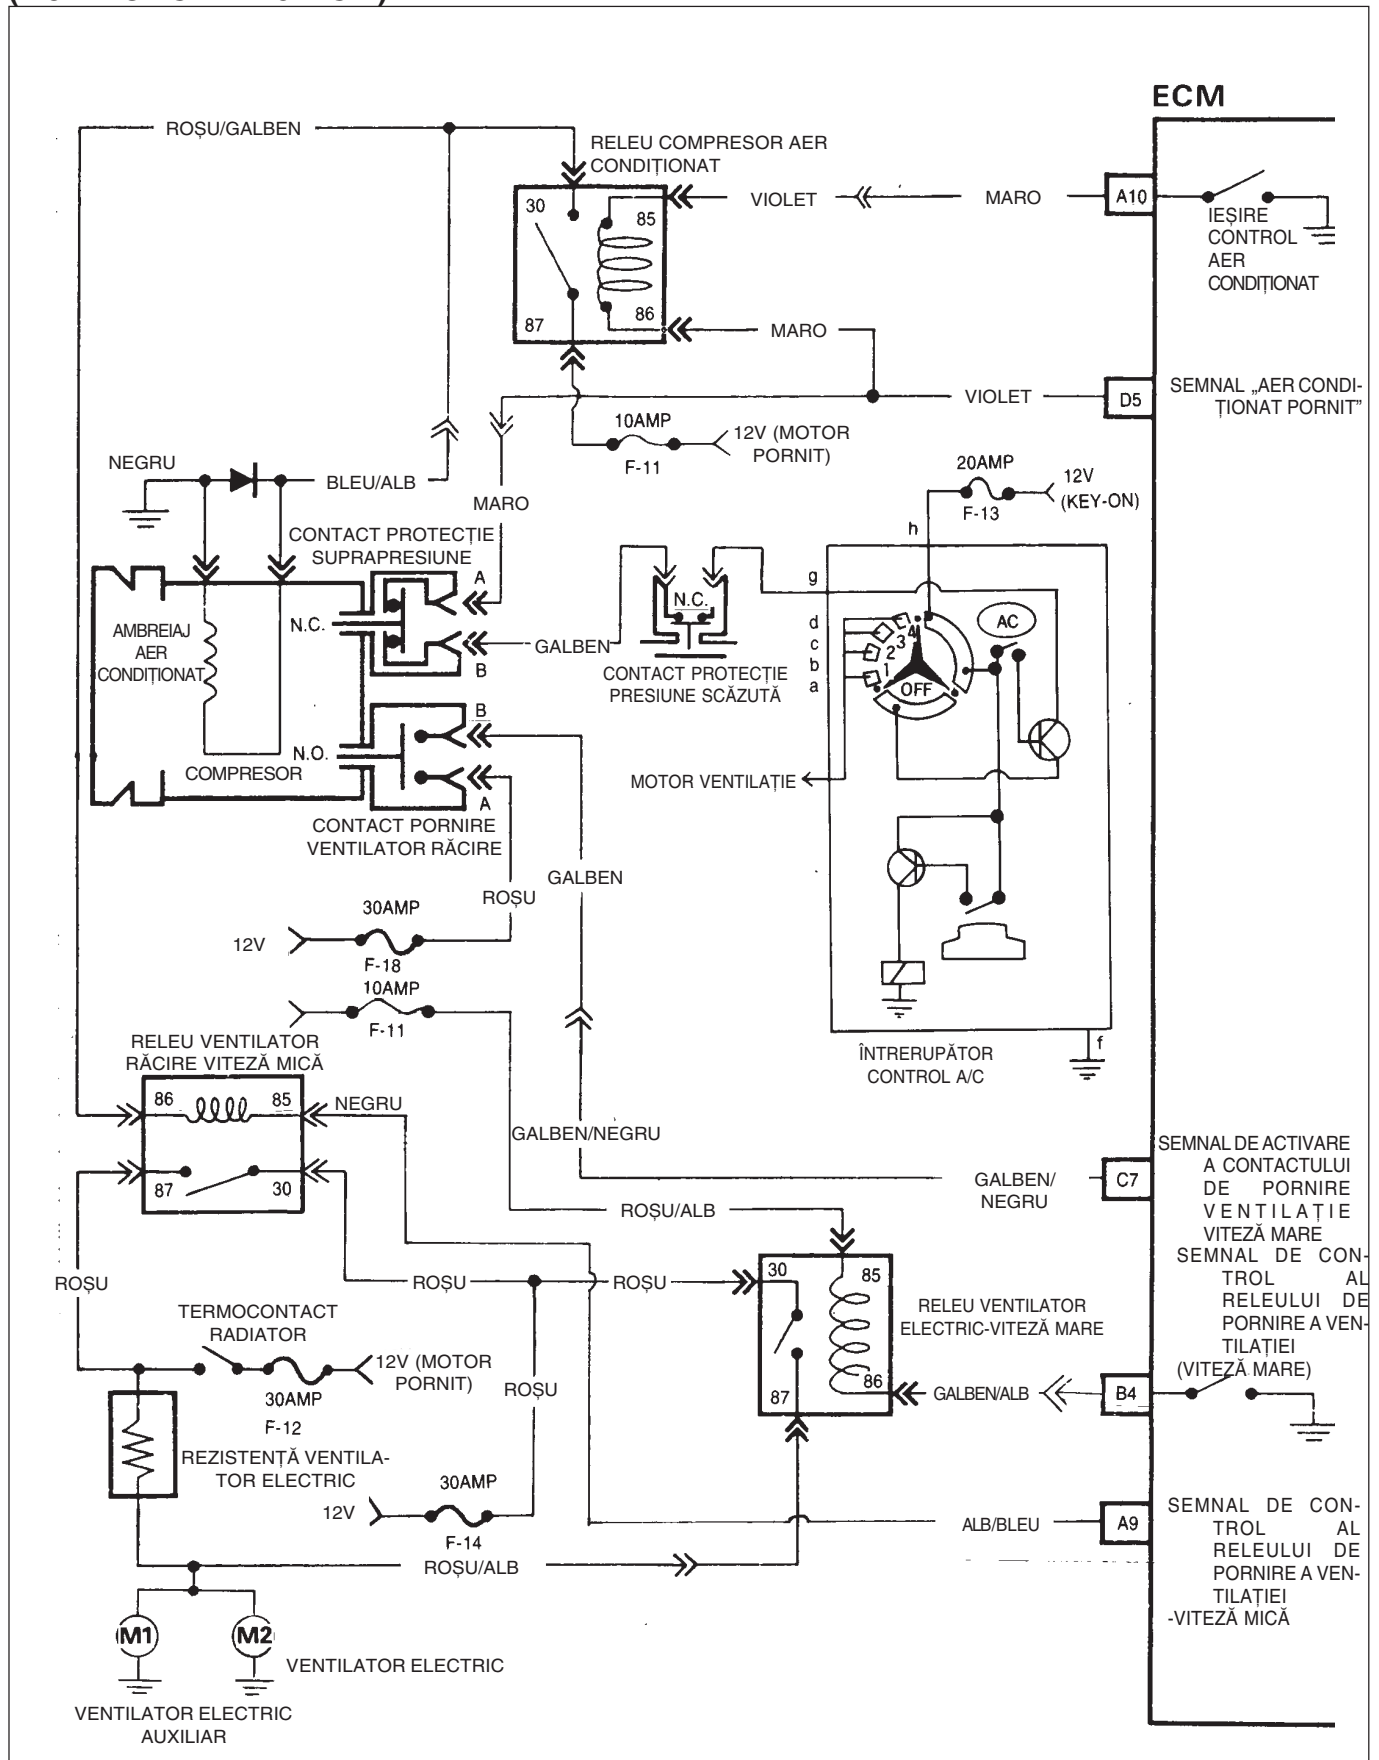 ECM
ROȘU/GALBEN
RELEU COMPRESOR AER
CONDIȚIONAT
30
85
86
87
VIOLET
MARO
A10
IEȘIRE
CONTROL
AER
CONDIȚIONAT
MARO
VIOLET
D5
SEMNAL „AER CONDI-
ȚIONAT PORNIT”
10AMP
F-11
12V (MOTOR
PORNIT)
NEGRU
BLEU/ALB
MARO
20AMP
F-13
12V
(KEY-ON)
h
CONTACT PROTECȚIE
SUPRAPRESIUNE
A
N.C.
B
GALBEN
N.C.
CONTACT PROTECȚIE
PRESIUNE SCĂZUTĂ
g
d
c
b
a
4
3
2
1
OFF
AC
AMBREIAJ
AER
CONDIȚIONAT
COMPRESOR
N.O.
B
A
CONTACT PORNIRE
VENTILATOR RĂCIRE
MOTOR VENTILAȚIE
GALBEN
ROȘU
30AMP
12V
F-18
10AMP
F-11
f
ÎNTRERUPĂTOR
CONTROL A/C
RELEU VENTILATOR
RĂCIRE VITEZĂ MICĂ
86
85
87
30
NEGRU
GALBEN/NEGRU
GALBEN/
NEGRU
C7
SEMNAL DE ACTIVARE
A CONTACTULUI
DE PORNIRE
VENTILAȚIE
VITEZĂ MARE
ROȘU/ALB
ROȘU
ROȘU
ROȘU
30
85
86
87
RELEU VENTILATOR
ELECTRIC-VITEZĂ MARE
SEMNAL DE CON-
TROL AL
RELEULUI DE
PORNIRE A VEN-
TILAȚIEI
(VITEZĂ MARE)
TERMOCONTACT
RADIATOR
12V (MOTOR
PORNIT)
30AMP
F-12
ROȘU
GALBEN/ALB
B4
REZISTENȚĂ VENTILA-
TOR ELECTRIC
30AMP
12V
F-14
ALB/BLEU
A9
SEMNAL DE CON-
TROL AL
RELEULUI DE
PORNIRE A VEN-
TILAȚIEI
-VITEZĂ MICĂ
ROȘU/ALB
M1
M2
VENTILATOR ELECTRIC
VENTILATOR ELECTRIC
AUXILIAR